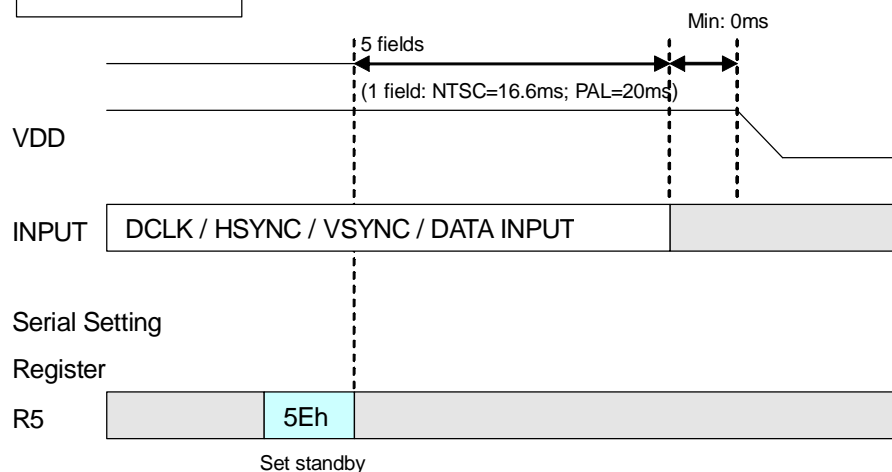 Min: 0ms
5 fields
(1 field: NTSC=16.6ms; PAL=20ms)
VDD
INPUT DCLK / HSYNC / VSYNC / DATA INPUT
Serial Setting
Register
R5 5Eh
Set standby